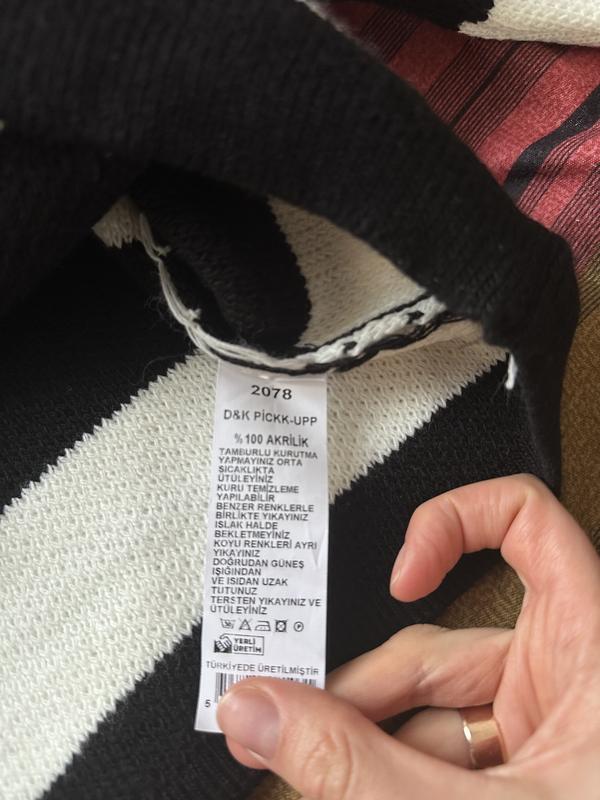 2078
D&K PİCKK-UPP
%100 AKRİLİK
TAMBURLU KURUTMA
YAPMAYINIZ ORTA
SICAKLIKTA
ÜTÜLEYİNİZ
KURU TEMİZLEME
YAPILABİLİR
BENZER RENKLERLE
BİRLİKTE YIKAYINIZ
ISLAK HALDE
BEKLETMEYİNİZ
KOYU RENKLERİ AYRI
YIKAYINIZ
DOĞRUDAN GÜNEŞ
IŞIĞINDAN
VE ISIDAN UZAK
TUTUNUZ
TERSTEN YIKAYINIZ VE
ÜTÜLEYİNİZ
P
YERLİ
ÜRETİM
TÜRKİYEDE ÜRETİLMİŞTİR
5